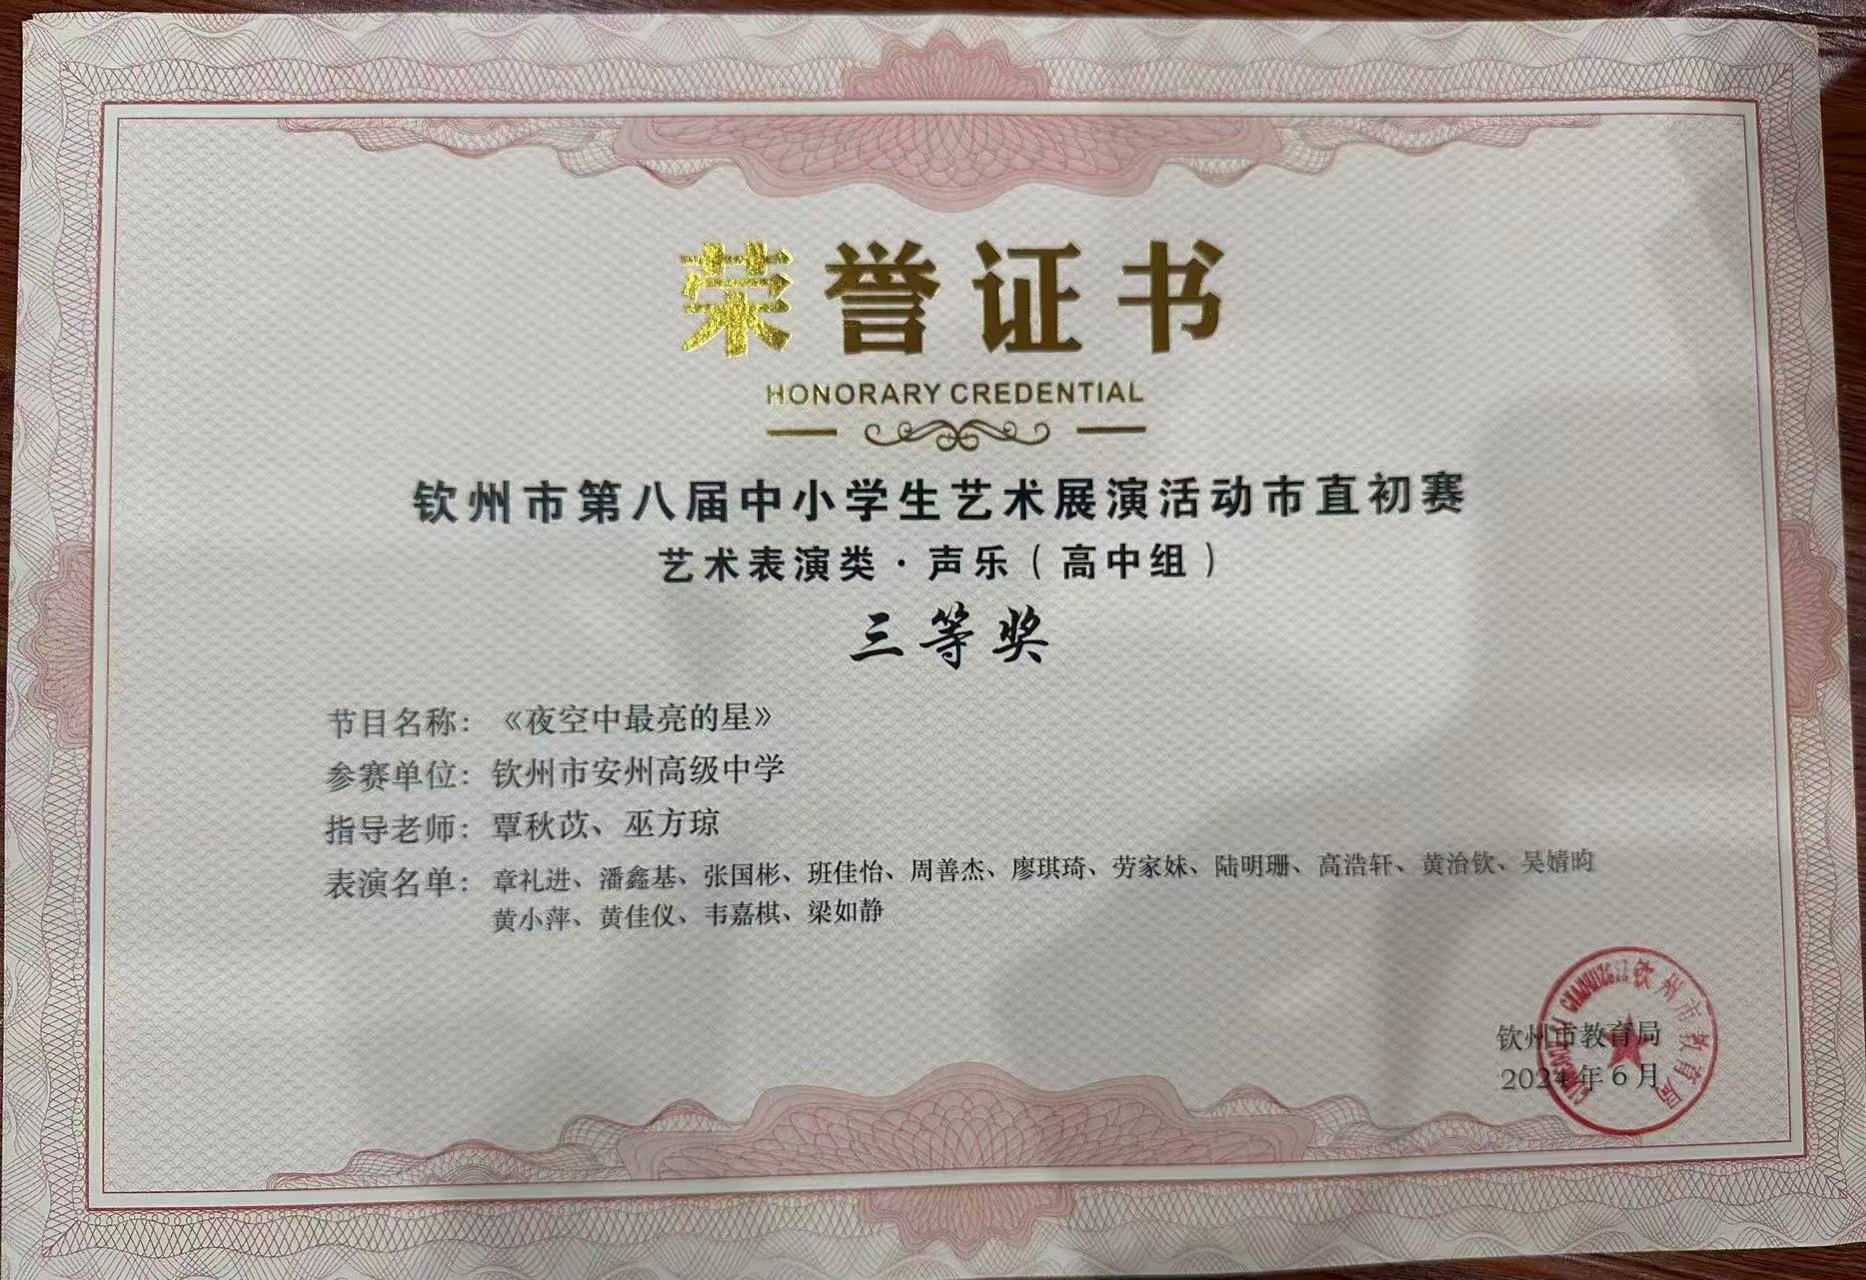 荣誉证书
HONORARY CREDENTIAL
钦州市第八届中小学生艺术展演活动市直初赛
艺术表演类·声乐（高中组）
三等奖
节目名称：《夜空中最亮的星》
参赛单位：钦州市安州高级中学
指导老师：覃秋苡、巫方琼
表演名单：章礼进、潘鑫基、张国彬、班佳怡、周善杰、廖琪琦、劳家妹、陆明珊、高浩轩、黄治钦、吴婧昀
黄小萍、黄佳仪、韦嘉棋、梁如静
钦州市教育局
2024年6月
钦州市教育局